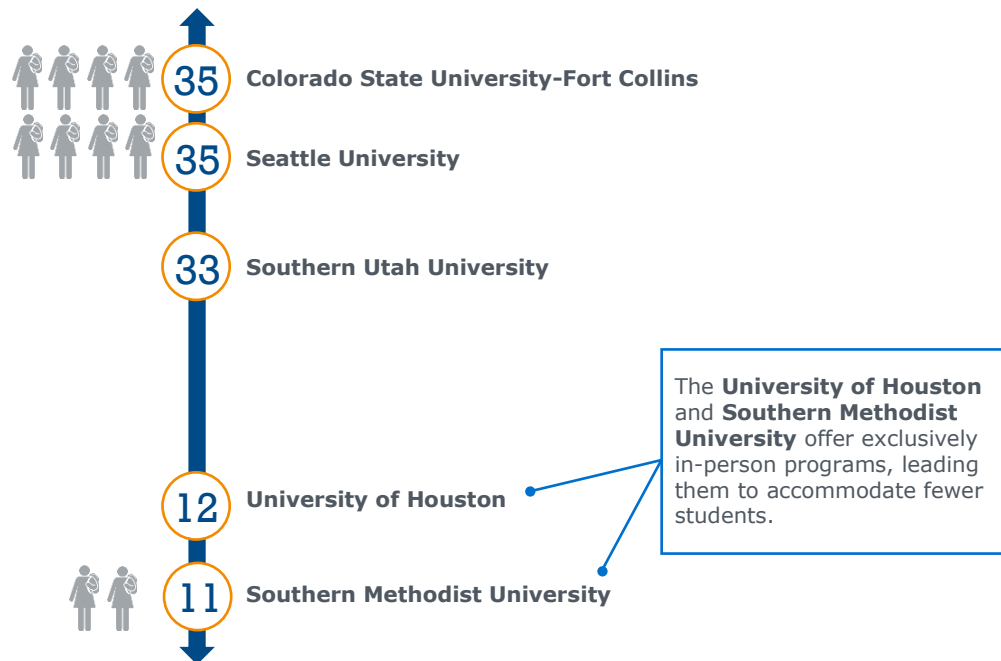 35
Colorado State University-Fort Collins
35
Seattle University
33
Southern Utah University
12
University of Houston
11
Southern Methodist University
The University of Houston
and Southern Methodist
University offer exclusively
in-person programs, leading
them to accommodate fewer
students.